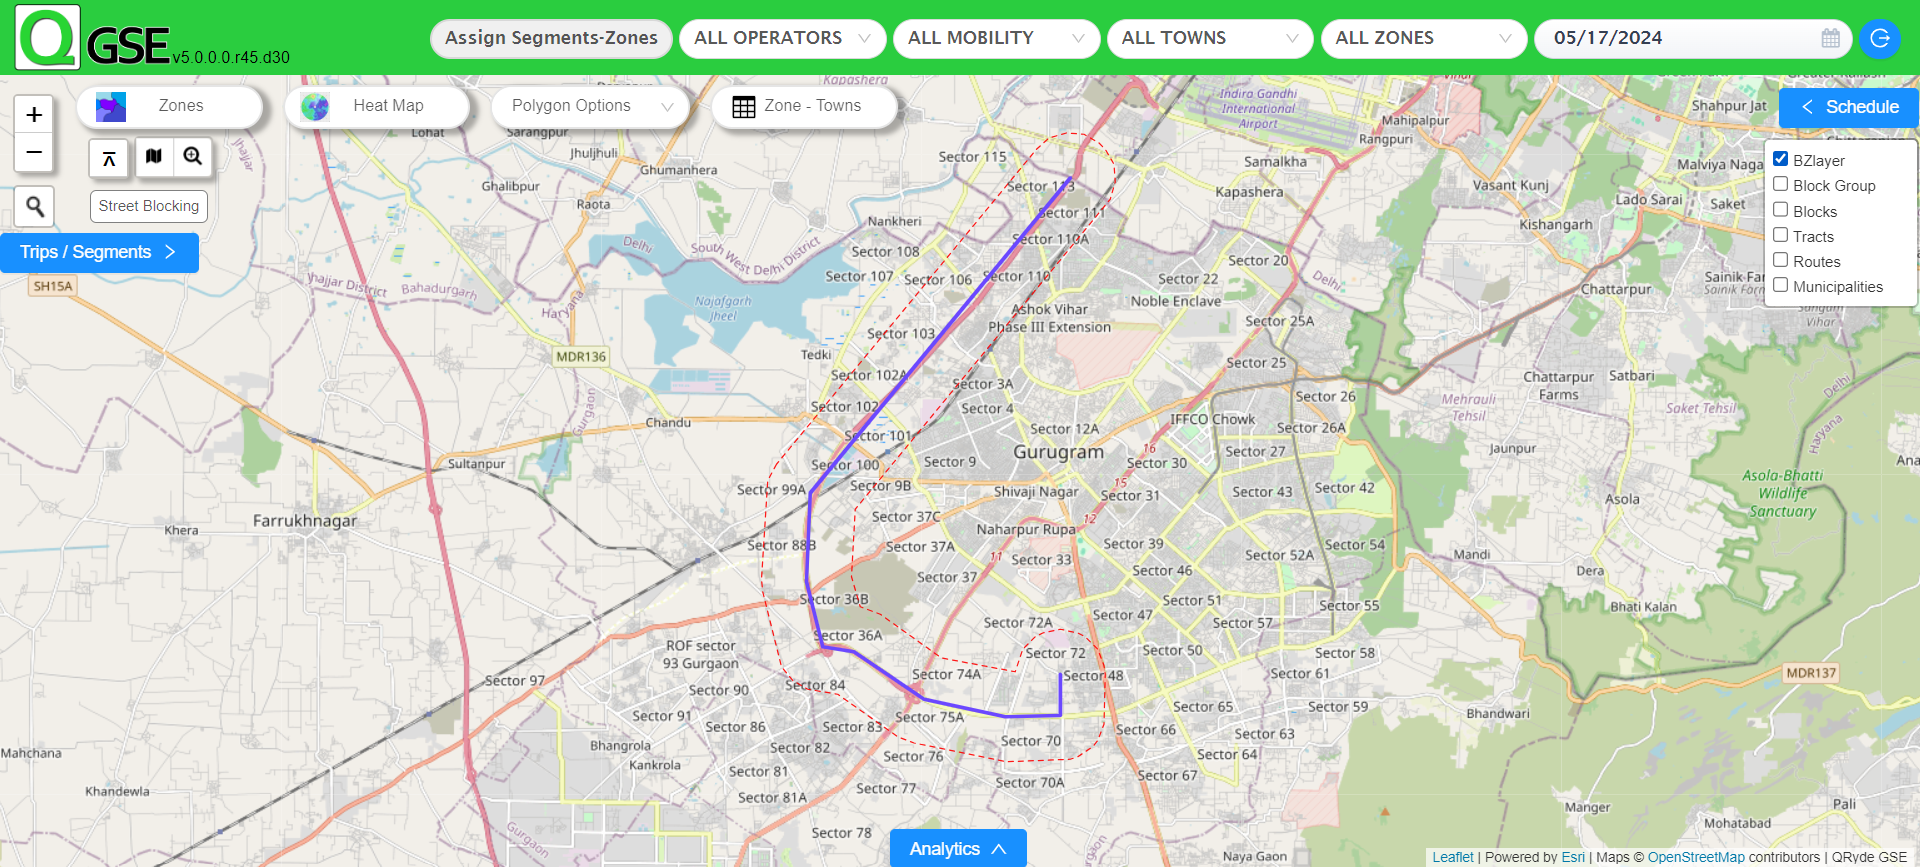 Q GSE v5.0.0.0.r45.d30
Assign Segments-Zones
ALL OPERATORS
ALL MOBILITY
ALL TOWNS
ALL ZONES
05/17/2024
+
−
Zones
Heat Map
Polygon Options
Zone - Towns
Schedule
Street Blocking
Trips / Segments
BZlayer
Block Group
Blocks
Tracts
Routes
Municipalities
Kapashera
Indira Gandhi
International
Airport
Mahipalpur
Rangpuri
Shahpur Jat
Lohat
Sarangpur
Jhajjar
Jhuljhuli
Ghumanhera
Sector 115
Samalkha
Malviya Naga
Ghalibpur
Sector 113
Kapashera
Vasant Kunj
Lado Sarai
Saket
Raota
Nankheri
Sector 111
Kishangarh
Delhi
South West Delhi District
Sector 108
Sector 110A
Sector 20
Jhajjar District
Bahadurgarh
Sector 107
Sector 106
Sector 110
Sector 22
Delhi
Sainik Far
Sainik Farm
SH15A
Haryana
Najafgarh
Jheel
Noble Enclave
Chattarpur
Ashok Vihar
Phase III Extension
Sangam
Vihar
Sector 103
Sector 25A
MDR136
Tedki
Sector 25
Sector 102A
Sector 3A
Chattarpur
Farms
Satbari
Delhi
Gurgaon
Sector 102
Sector 4
Sector 26
Mehrauli
Tehsil
Saket Tehsil
Chandu
IFFCO Chowk
Sector 12A
Sector 26A
Sector 101
Haryana
Gurugram
16
Sector 27
Jaunpur
Sultanpur
Sector 100
Sector 9
Sector 30
Ana
Sector 99A
Sector 9B
Shivaji Nagar
15
Sector 31
Sector 43
Sector 42
Asola
Asola-Bhatti
Wildlife
Sanctuary
Farrukhnagar
Khera
Sector 37C
Naharpur Rupa
12
Sector 88B
Sector 37A
11
Sector 33
Sector 39
Sector 52A
Sector 54
Mandi
Sector 37
Sector 46
Dera
Sector 36B
Sector 51
Sector 55
Bhati Kalan
Sector 36A
Sector 72A
Sector 47
Sector 57
ROF sector
93 Gurgaon
Sector 72
Sector 50
Sector 58
Sector 97
Sector 84
Sector 74A
Sector 48
Sector 61
MDR137
Sector 90
Sector 91
Sector 86
Sector 83
Sector 75A
Sector 65
Sector 59
Bhandwari
Bhangrola
Sector 82
Sector 70
Sector 66
Sector 63
Mahchana
Kankrola
Sector 76
Sector 64
Sector 81
Sector 70A
Sector 67
Khandewla
Sector 81A
Sector 77
Manger
Pali
Gurgaon
Sector 78
Mohatabad
Analytics
Naya Gaon
Leaflet | Powered by Esri | Maps © OpenStreetMap contributors | QRyde GSE